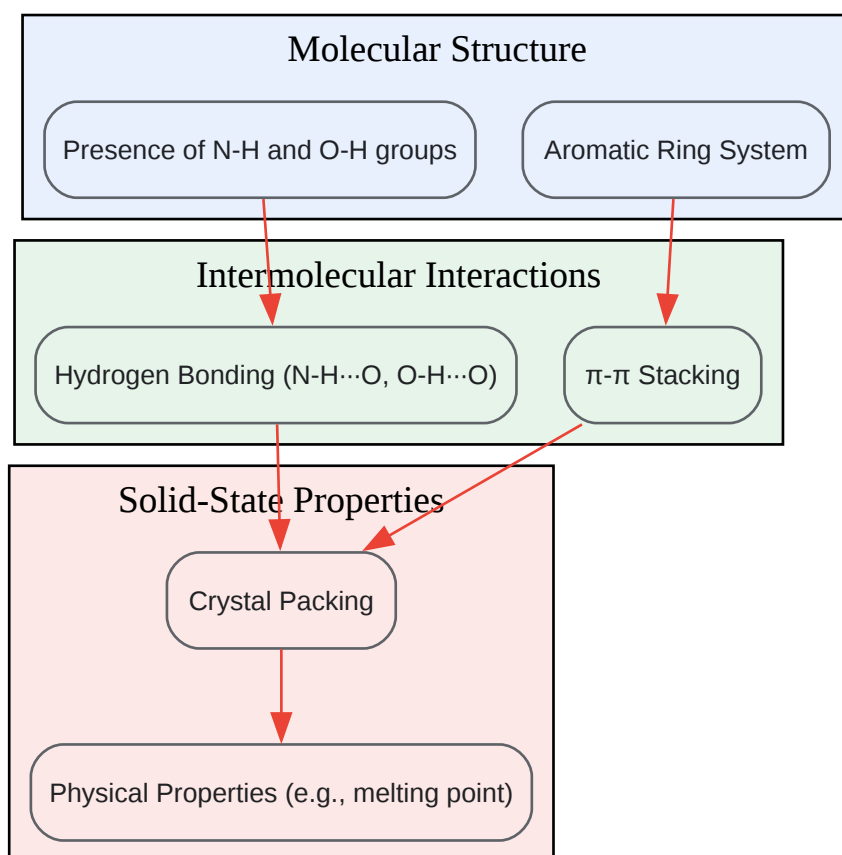 Molecular Structure
Presence of N-H and O-H groups
Aromatic Ring System
Intermolecular Interactions
Hydrogen Bonding (N-H···O, O-H···O)
π-π Stacking
Solid-State Properties
Crystal Packing
Physical Properties (e.g., melting point)